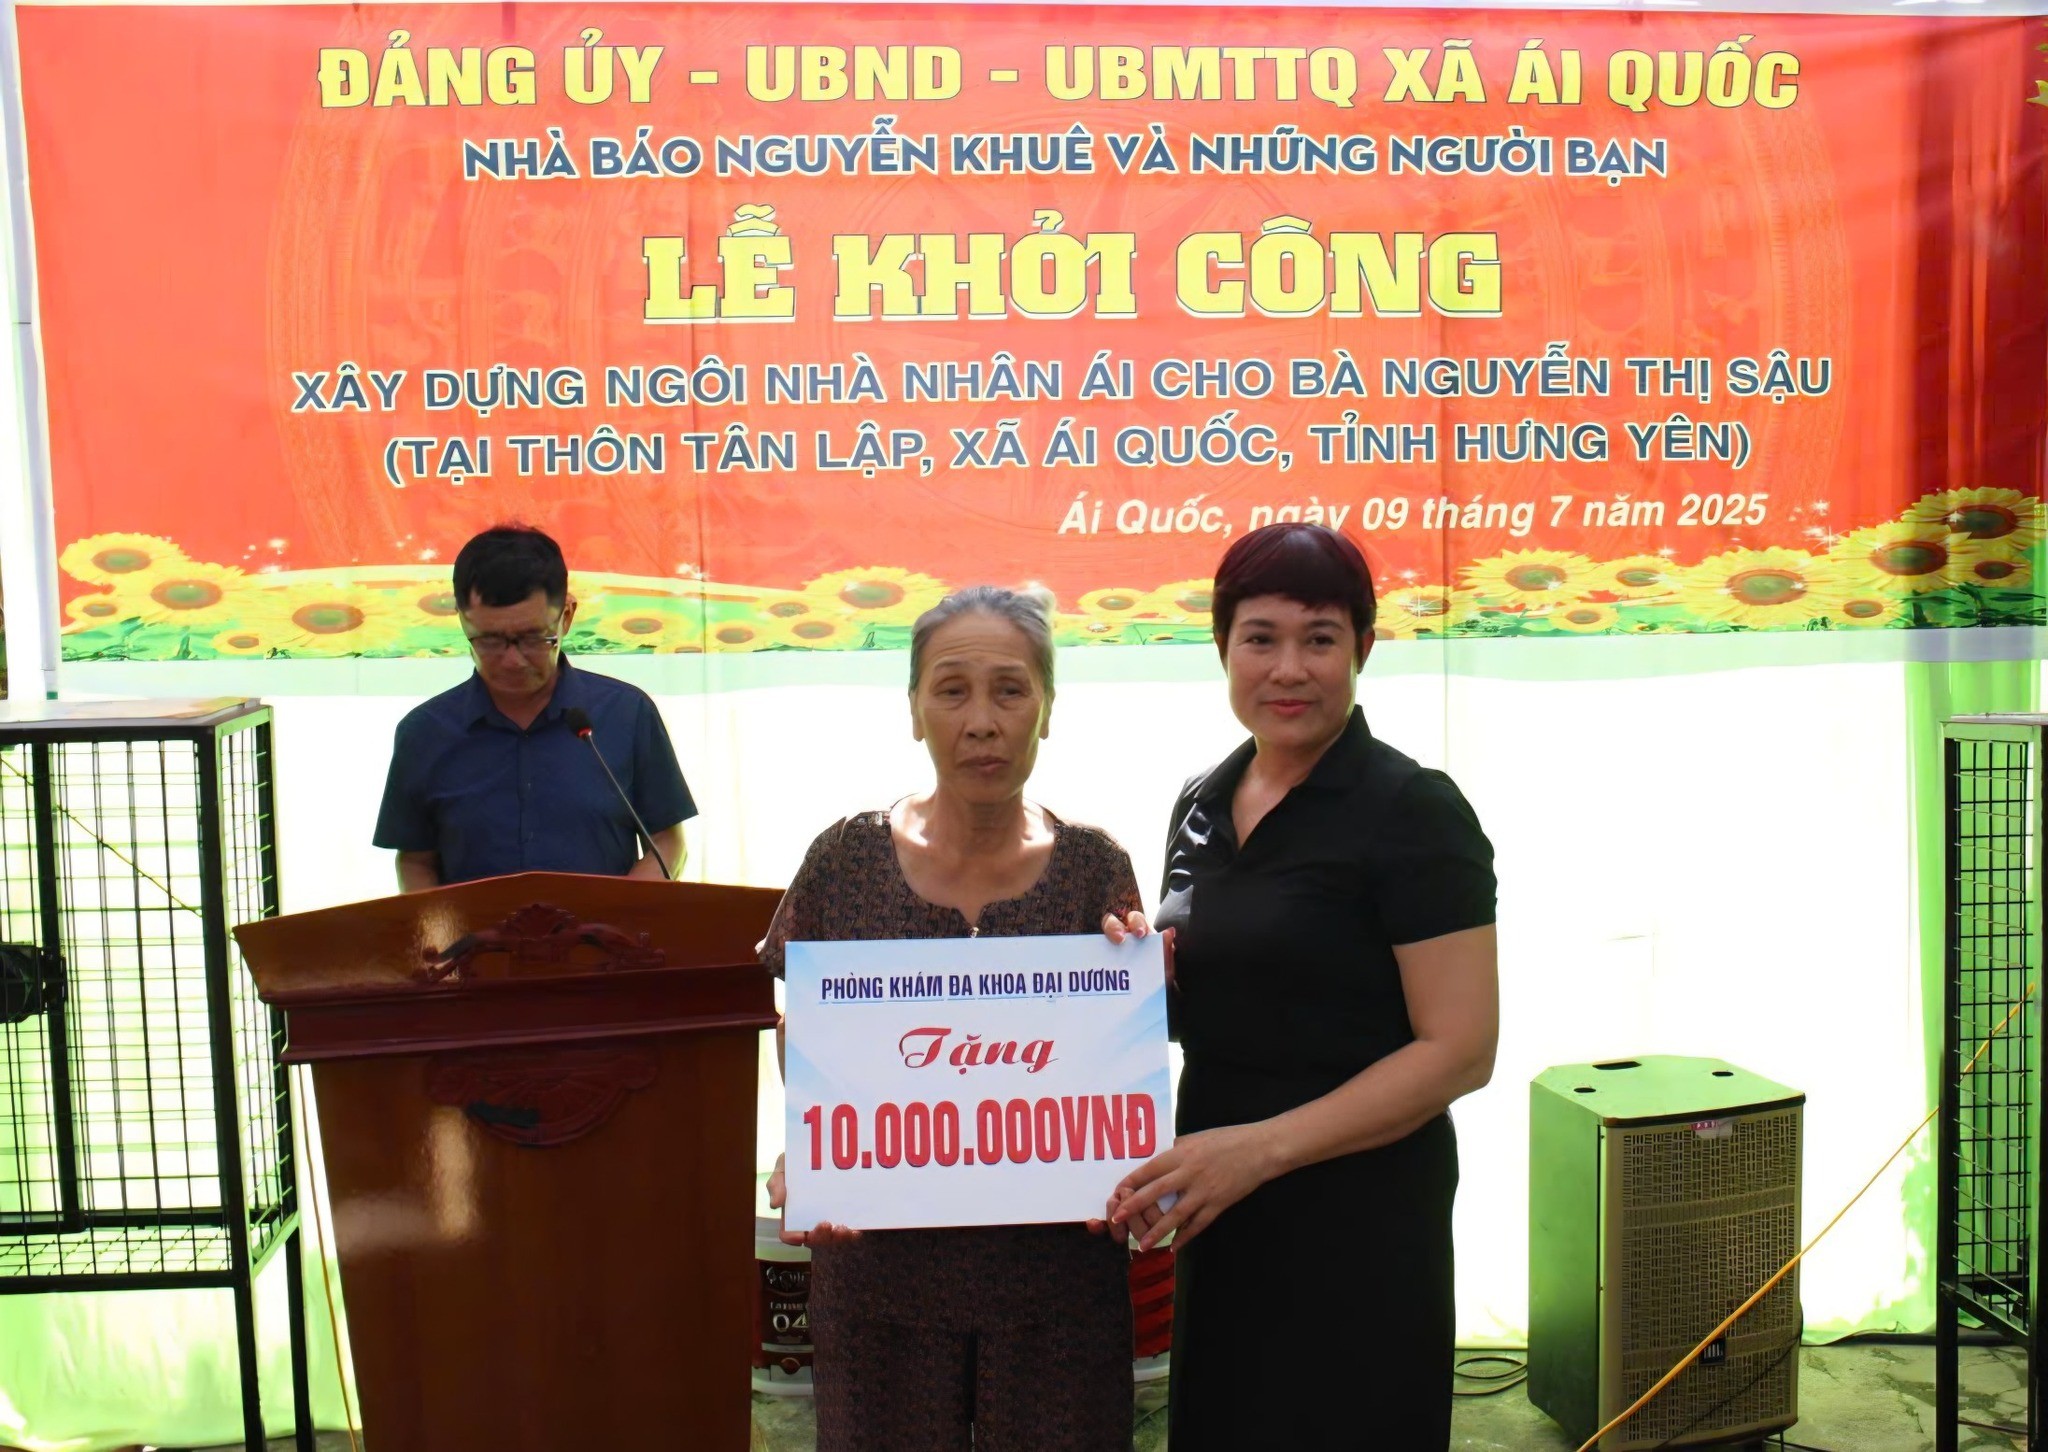 ĐẢNG ỦY - UBND - UBMTTQ XÃ ÁI QUỐC
NHÀ BÁO NGUYỄN KHUÊ VÀ NHỮNG NGƯỜI BẠN
LỄ KHỞI CÔNG
XÂY DỰNG NGÔI NHÀ NHÂN ÁI CHO BÀ NGUYỄN THỊ SẬU
(TẠI THÔN TÂN LẬP, XÃ ÁI QUỐC, TỈNH HƯNG YÊN)
Ái Quốc, ngày 09 tháng 7 năm 2025
PHÒNG KHÁM ĐA KHOA ĐẠI DƯƠNG
Tặng
10.000.000VNĐ